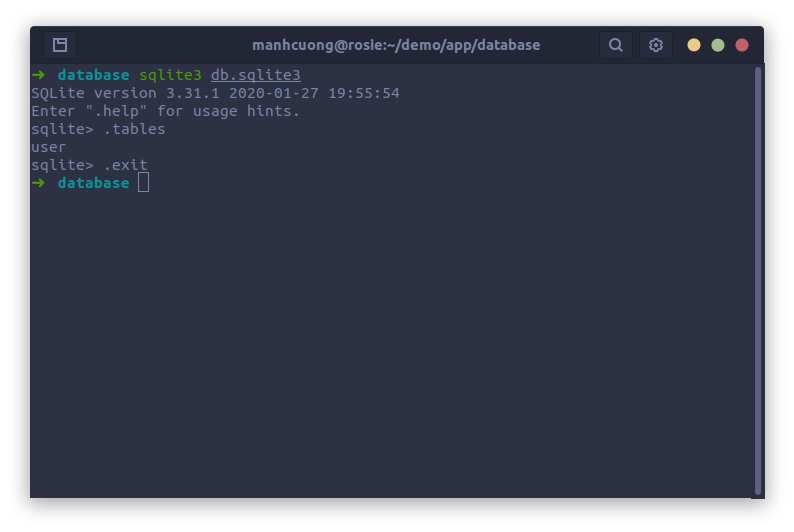 manhcuong@rosie:~/demo/app/database
➜ database sqlite3 db.sqlite3
SQLite version 3.31.1 2020-01-27 19:55:54
Enter ".help" for usage hints.
sqlite> .tables
user
sqlite> .exit
➜ database